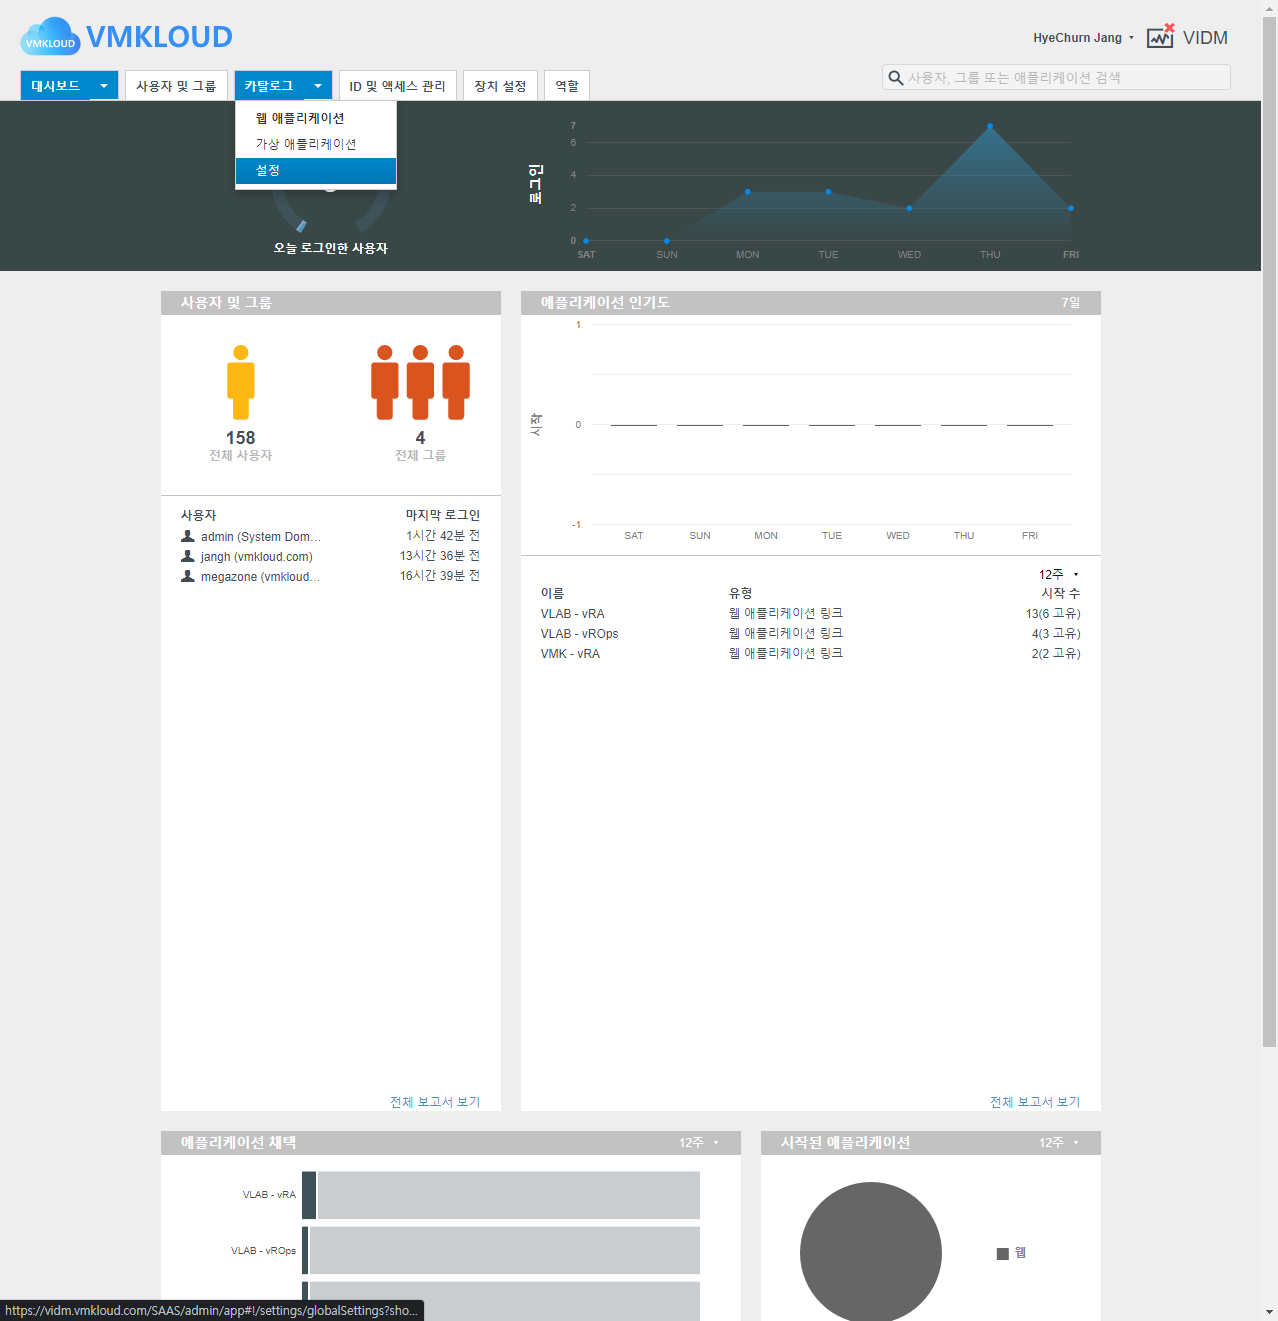 VMKLOUD
VMKLOUD
HyeChurn Jang
VIDM
대시보드
사용자 및 그룹
카탈로그
ID 및 액세스 관리
장치 설정
역할
사용자, 그룹 또는 애플리케이션 검색
웹 애플리케이션
가상 애플리케이션
설정
오늘 로그인한 사용자
로그인
7
6
4
2
0
SAT SUN MON TUE WED THU FRI
사용자 및 그룹
158
전체 사용자
4
전체 그룹
사용자 마지막 로그인
admin (System Dom... 1시간 42분 전
jangh (vmkloud.com) 13시간 36분 전
megazone (vmkloud... 16시간 39분 전
전체 보고서 보기
애플리케이션 인기도 7일
시작
1
0
-1
SAT SUN MON TUE WED THU FRI
12주
이름 유형 시작 수
VLAB - vRA 웹 애플리케이션 링크 13(6 고유)
VLAB - vROps 웹 애플리케이션 링크 4(3 고유)
VMK - vRA 웹 애플리케이션 링크 2(2 고유)
전체 보고서 보기
애플리케이션 채택 12주
VLAB - vRA
VLAB - vROps
시작된 애플리케이션 12주
웹
https://vidm.vmkloud.com/SAAS/admin/app#!/settings/globalSettings?sho...